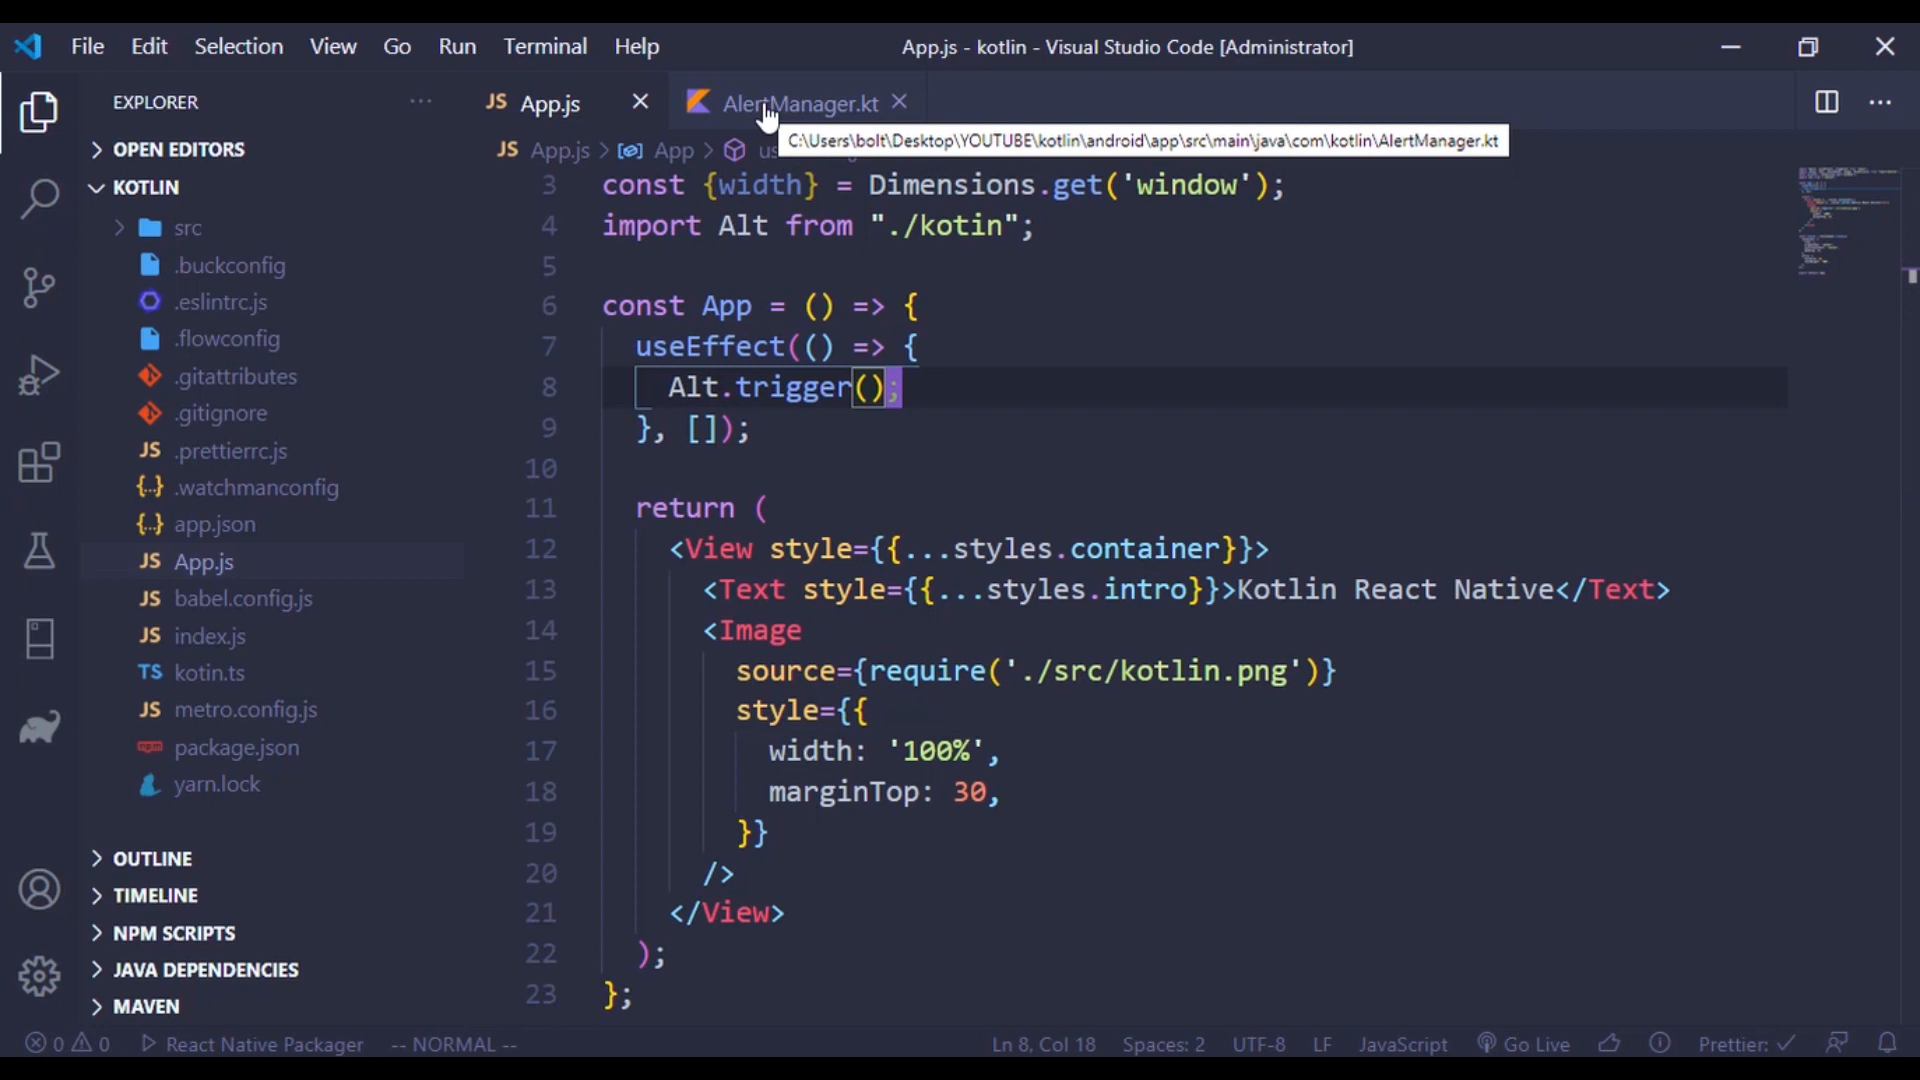 File Edit Selection View Go Run Terminal Help
App.js - kotlin - Visual Studio Code [Administrator]
EXPLORER
JS App.js
AlertManager.kt
C:\Users\bolt\Desktop\YOUTUBE\kotlin\android\app\src\main\java\com\kotlin\AlertManager.kt
JS App.js > App >
OPEN EDITORS
KOTLIN
src
.buckconfig
.eslintrc.js
.flowconfig
.gitattributes
.gitignore
JS .prettierrc.js
{..} .watchmanconfig
{..} app.json
JS App.js
JS babel.config.js
JS index.js
TS kotin.ts
JS metro.config.js
npm package.json
yarn.lock
OUTLINE
TIMELINE
NPM SCRIPTS
JAVA DEPENDENCIES
MAVEN
3 const {width} = Dimensions.get('window');
4 import Alt from "./kotin";
5
6 const App = () => {
7 useEffect(() => {
8 Alt.trigger();
9 }, []);
10
11 return (
12 <View style={{...styles.container}}>
13 <Text style={{...styles.intro}}>Kotlin React Native</Text>
14 <Image
15 source={require('./src/kotlin.png')}
16 style={{
17 width: '100%',
18 marginTop: 30,
19 }}
20 />
21 </View>
22 );
23 };
0 0 React Native Packager -- NORMAL --
Ln 8, Col 18 Spaces: 2 UTF-8 LF JavaScript Go Live Prettier: ✓